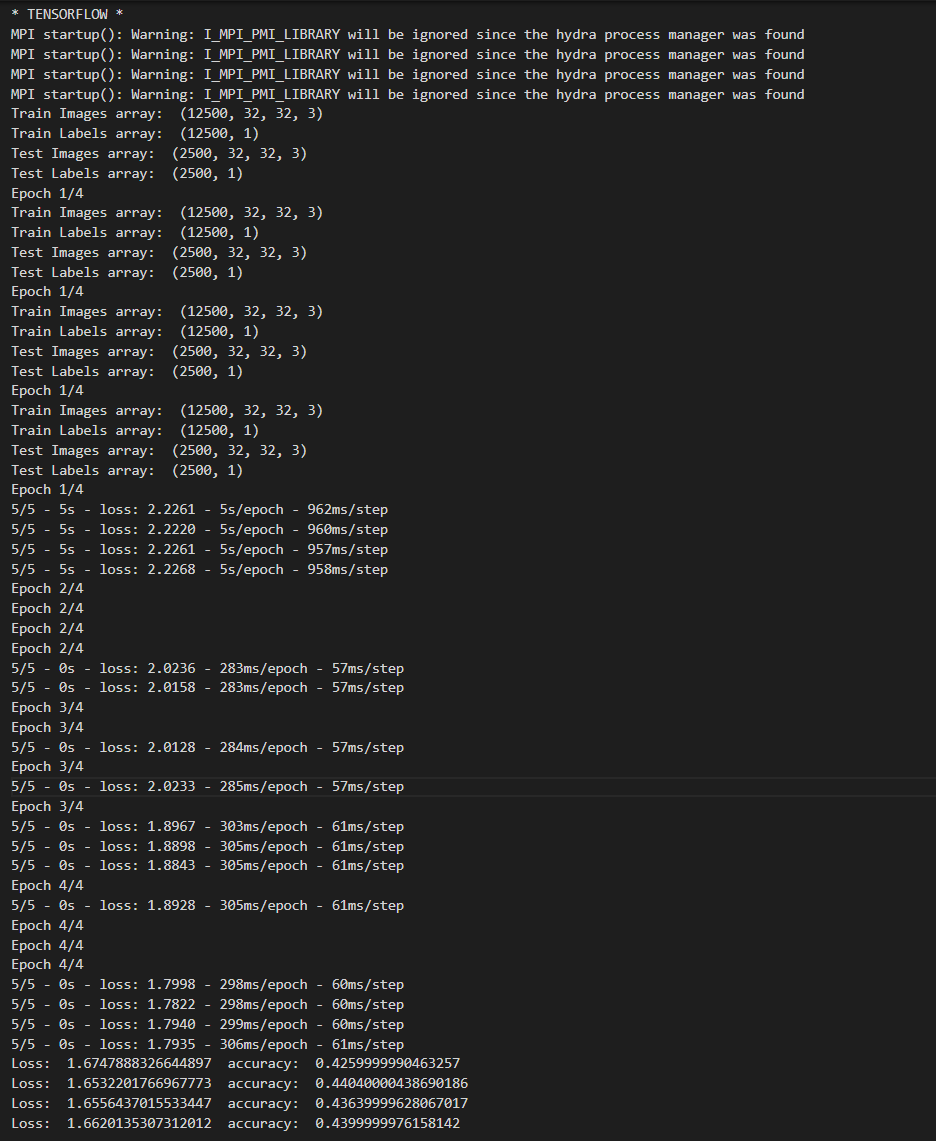 * TENSORFLOW *
MPI startup(): Warning: I_MPI_PMI_LIBRARY will be ignored since the hydra process manager was found
MPI startup(): Warning: I_MPI_PMI_LIBRARY will be ignored since the hydra process manager was found
MPI startup(): Warning: I_MPI_PMI_LIBRARY will be ignored since the hydra process manager was found
MPI startup(): Warning: I_MPI_PMI_LIBRARY will be ignored since the hydra process manager was found
Train Images array:  (12500, 32, 32, 3)
Train Labels array:  (12500, 1)
Test Images array:  (2500, 32, 32, 3)
Test Labels array:  (2500, 1)
Epoch 1/4
Train Images array:  (12500, 32, 32, 3)
Train Labels array:  (12500, 1)
Test Images array:  (2500, 32, 32, 3)
Test Labels array:  (2500, 1)
Epoch 1/4
Train Images array:  (12500, 32, 32, 3)
Train Labels array:  (12500, 1)
Test Images array:  (2500, 32, 32, 3)
Test Labels array:  (2500, 1)
Epoch 1/4
Train Images array:  (12500, 32, 32, 3)
Train Labels array:  (12500, 1)
Test Images array:  (2500, 32, 32, 3)
Test Labels array:  (2500, 1)
Epoch 1/4
5/5 - 5s - loss: 2.2261 - 5s/epoch - 962ms/step
5/5 - 5s - loss: 2.2220 - 5s/epoch - 960ms/step
5/5 - 5s - loss: 2.2261 - 5s/epoch - 957ms/step
5/5 - 5s - loss: 2.2268 - 5s/epoch - 958ms/step
Epoch 2/4
Epoch 2/4
Epoch 2/4
Epoch 2/4
5/5 - 0s - loss: 2.0236 - 283ms/epoch - 57ms/step
5/5 - 0s - loss: 2.0158 - 283ms/epoch - 57ms/step
Epoch 3/4
Epoch 3/4
5/5 - 0s - loss: 2.0128 - 284ms/epoch - 57ms/step
Epoch 3/4
5/5 - 0s - loss: 2.0233 - 285ms/epoch - 57ms/step
Epoch 3/4
5/5 - 0s - loss: 1.8967 - 303ms/epoch - 61ms/step
5/5 - 0s - loss: 1.8898 - 305ms/epoch - 61ms/step
5/5 - 0s - loss: 1.8843 - 305ms/epoch - 61ms/step
Epoch 4/4
5/5 - 0s - loss: 1.8928 - 305ms/epoch - 61ms/step
Epoch 4/4
Epoch 4/4
Epoch 4/4
5/5 - 0s - loss: 1.7998 - 298ms/epoch - 60ms/step
5/5 - 0s - loss: 1.7822 - 298ms/epoch - 60ms/step
5/5 - 0s - loss: 1.7940 - 299ms/epoch - 60ms/step
5/5 - 0s - loss: 1.7935 - 306ms/epoch - 61ms/step
Loss:  1.6747888326644897  accuracy:  0.4259999990463257
Loss:  1.6532201766967773  accuracy:  0.44040000438690186
Loss:  1.6556437015533447  accuracy:  0.43639999628067017
Loss:  1.6620135307312012  accuracy:  0.4399999976158142